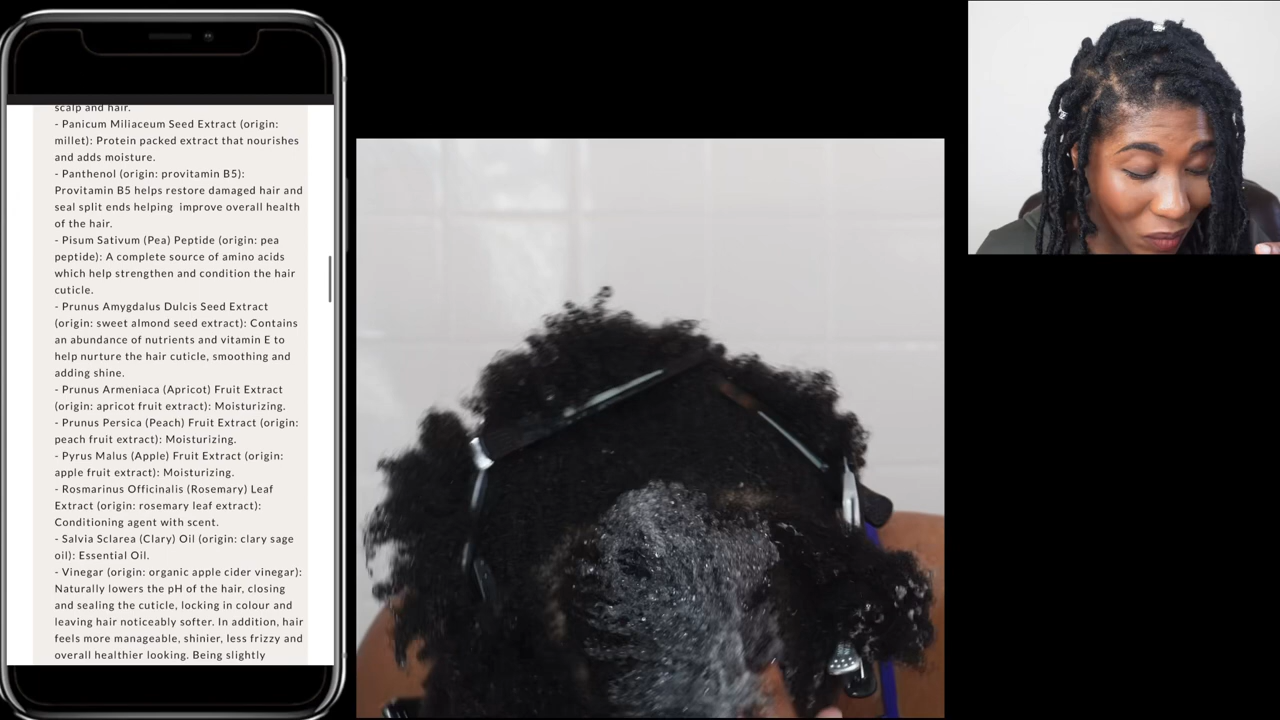 scalp and hair.
- Panicum Miliaceum Seed Extract (origin:
millet): Protein packed extract that nourishes
and adds moisture.
- Panthenol (origin: provitamin B5):
Provitamin B5 helps restore damaged hair and
seal split ends helping  improve overall health
of the hair.
- Pisum Sativum (Pea) Peptide (origin: pea
peptide): A complete source of amino acids
which help strengthen and condition the hair
cuticle.
- Prunus Amygdalus Dulcis Seed Extract
(origin: sweet almond seed extract): Contains
an abundance of nutrients and vitamin E to
help nurture the hair cuticle, smoothing and
adding shine.
- Prunus Armeniaca (Apricot) Fruit Extract
(origin: apricot fruit extract): Moisturizing.
- Prunus Persica (Peach) Fruit Extract (origin:
peach fruit extract): Moisturizing.
- Pyrus Malus (Apple) Fruit Extract (origin:
apple fruit extract): Moisturizing.
- Rosmarinus Officinalis (Rosemary) Leaf
Extract (origin: rosemary leaf extract):
Conditioning agent with scent.
- Salvia Sclarea (Clary) Oil (origin: clary sage
oil): Essential Oil.
- Vinegar (origin: organic apple cider vinegar):
Naturally lowers the pH of the hair, closing
and sealing the cuticle, locking in colour and
leaving hair noticeably softer. In addition, hair
feels more manageable, shinier, less frizzy and
overall healthier looking. Being slightly